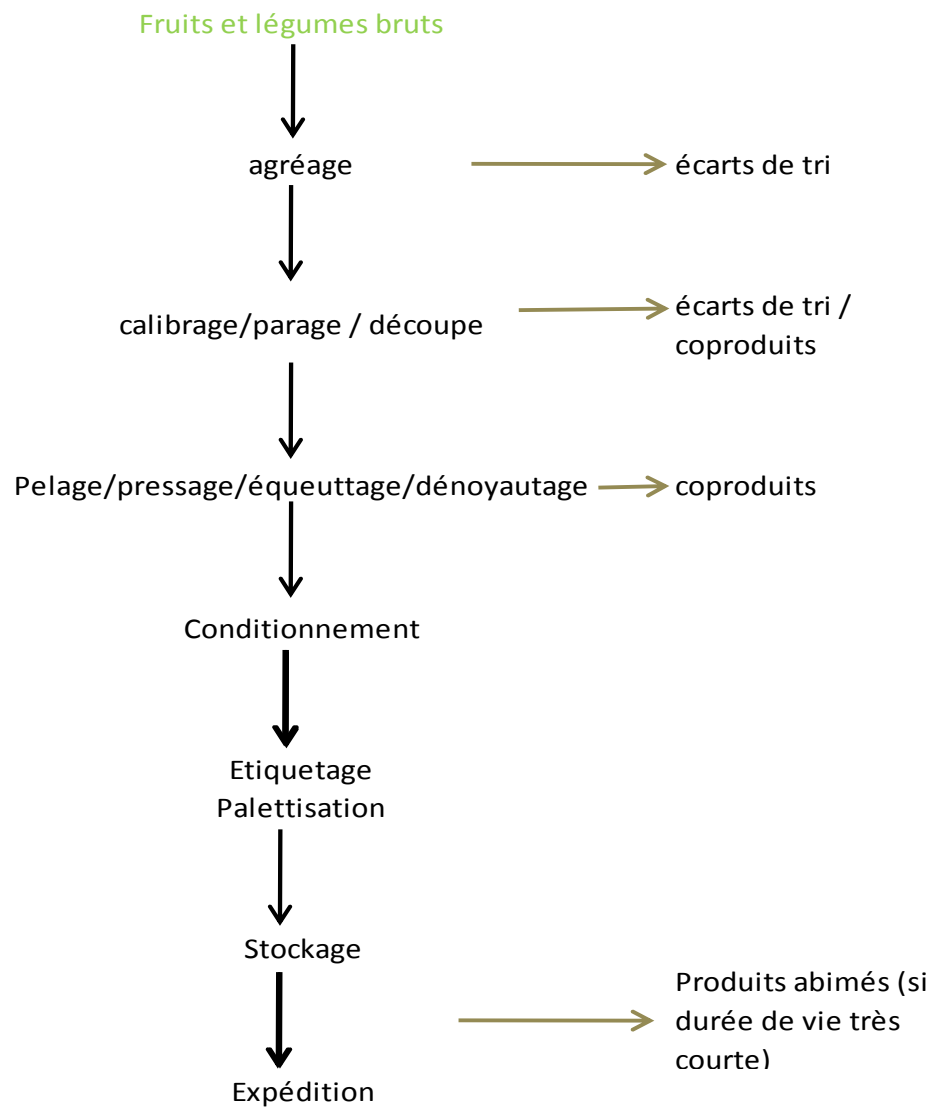 Fruits et légumes bruts
agréage
écarts de tri
calibrage/parage / découpe
écarts de tri /
coproduits
Pelage/pressage/équeuttage/dénoyautage
coproduits
Conditionnement
Etiquetage
Palettisation
Stockage
Produits abimés (si
durée de vie très
courte)
Expédition